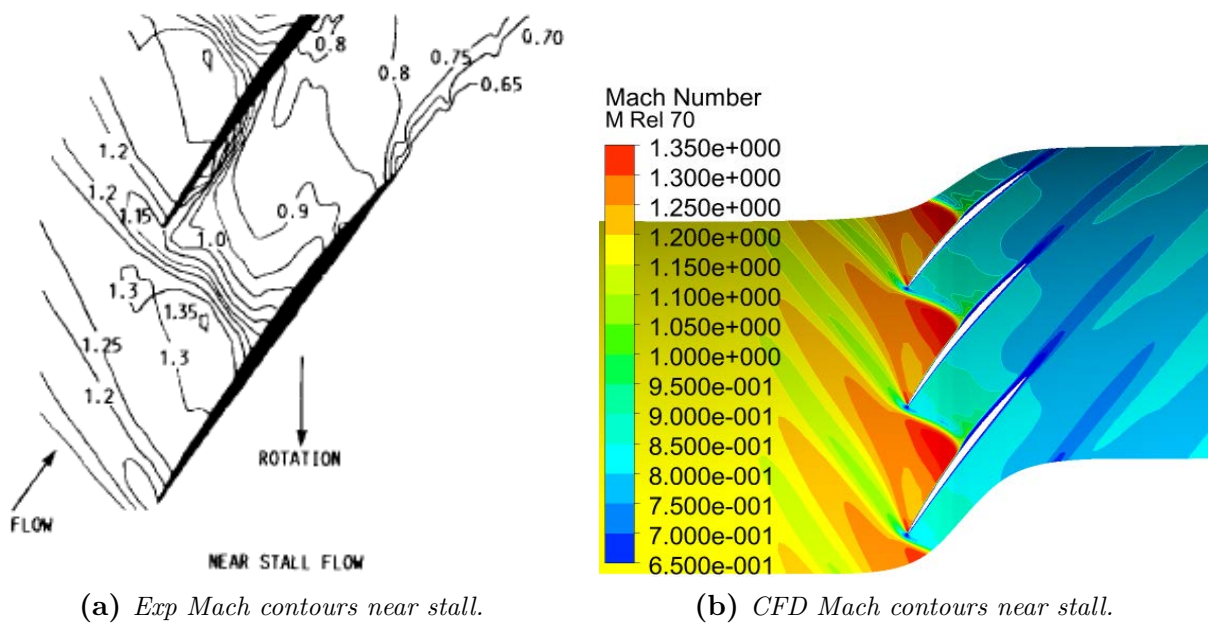 0.8
0.70
0.75
0.8
0.65
1.2
1.2
1.15
1.0
0.9
1.3
1.35
1.3
1.25
1.2
ROTATION
FLOW
NEAR STALL FLOW
Mach Number
M Rel 70
1.350e+000
1.300e+000
1.250e+000
1.200e+000
1.150e+000
1.100e+000
1.050e+000
1.000e+000
9.500e-001
9.000e-001
8.500e-001
8.000e-001
7.500e-001
7.000e-001
6.500e-001
(a) Exp Mach contours near stall.
(b) CFD Mach contours near stall.